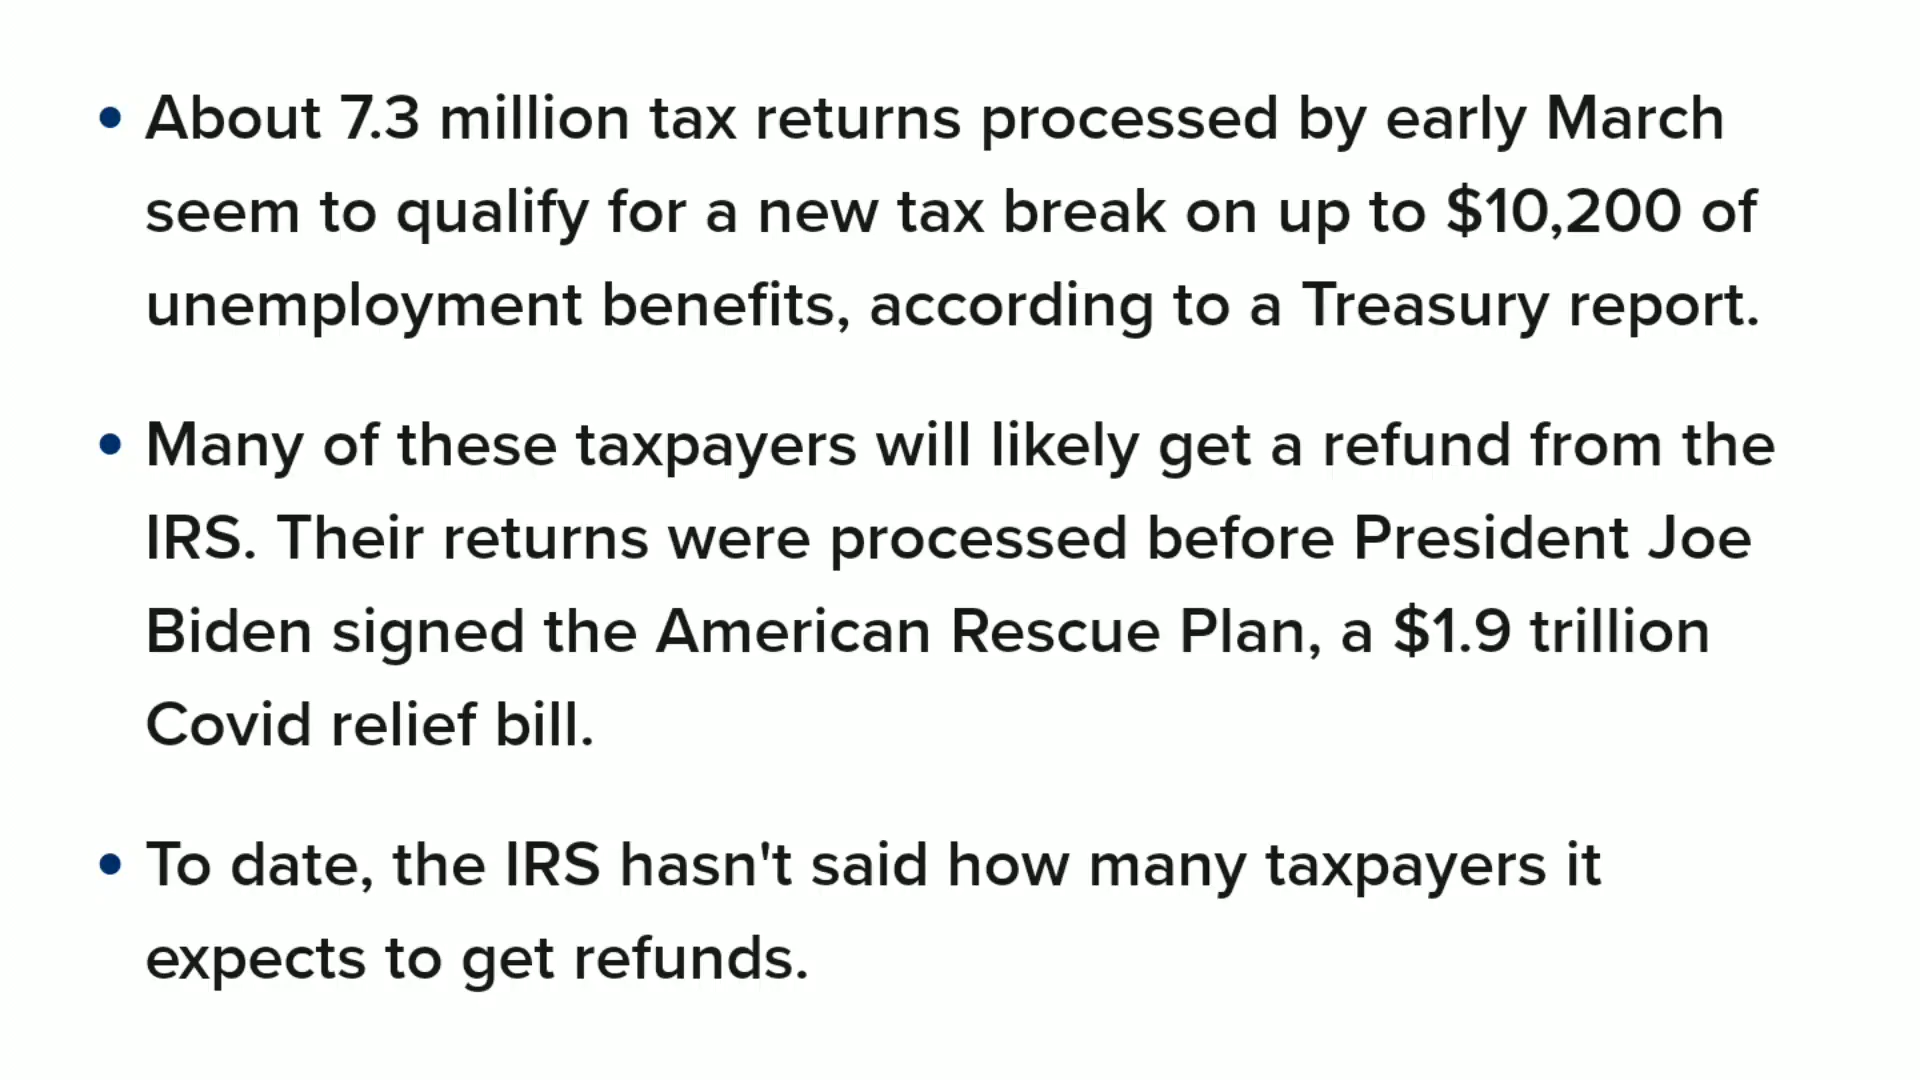 • About 7.3 million tax returns processed by early March
seem to qualify for a new tax break on up to $10,200 of
unemployment benefits, according to a Treasury report.
• Many of these taxpayers will likely get a refund from the
IRS. Their returns were processed before President Joe
Biden signed the American Rescue Plan, a $1.9 trillion
Covid relief bill.
• To date, the IRS hasn't said how many taxpayers it
expects to get refunds.